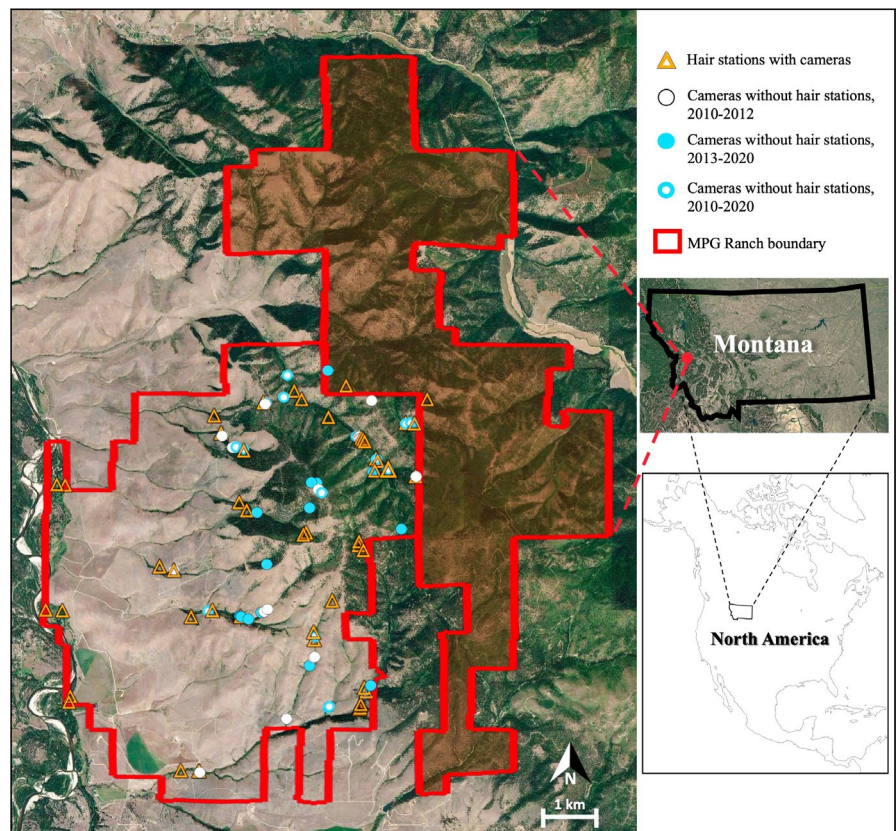 Hair stations with cameras
Cameras without hair stations,
2010-2012
Cameras without hair stations,
2013-2020
Cameras without hair stations,
2010-2020
MPG Ranch boundary
Montana
North America
N
1 km